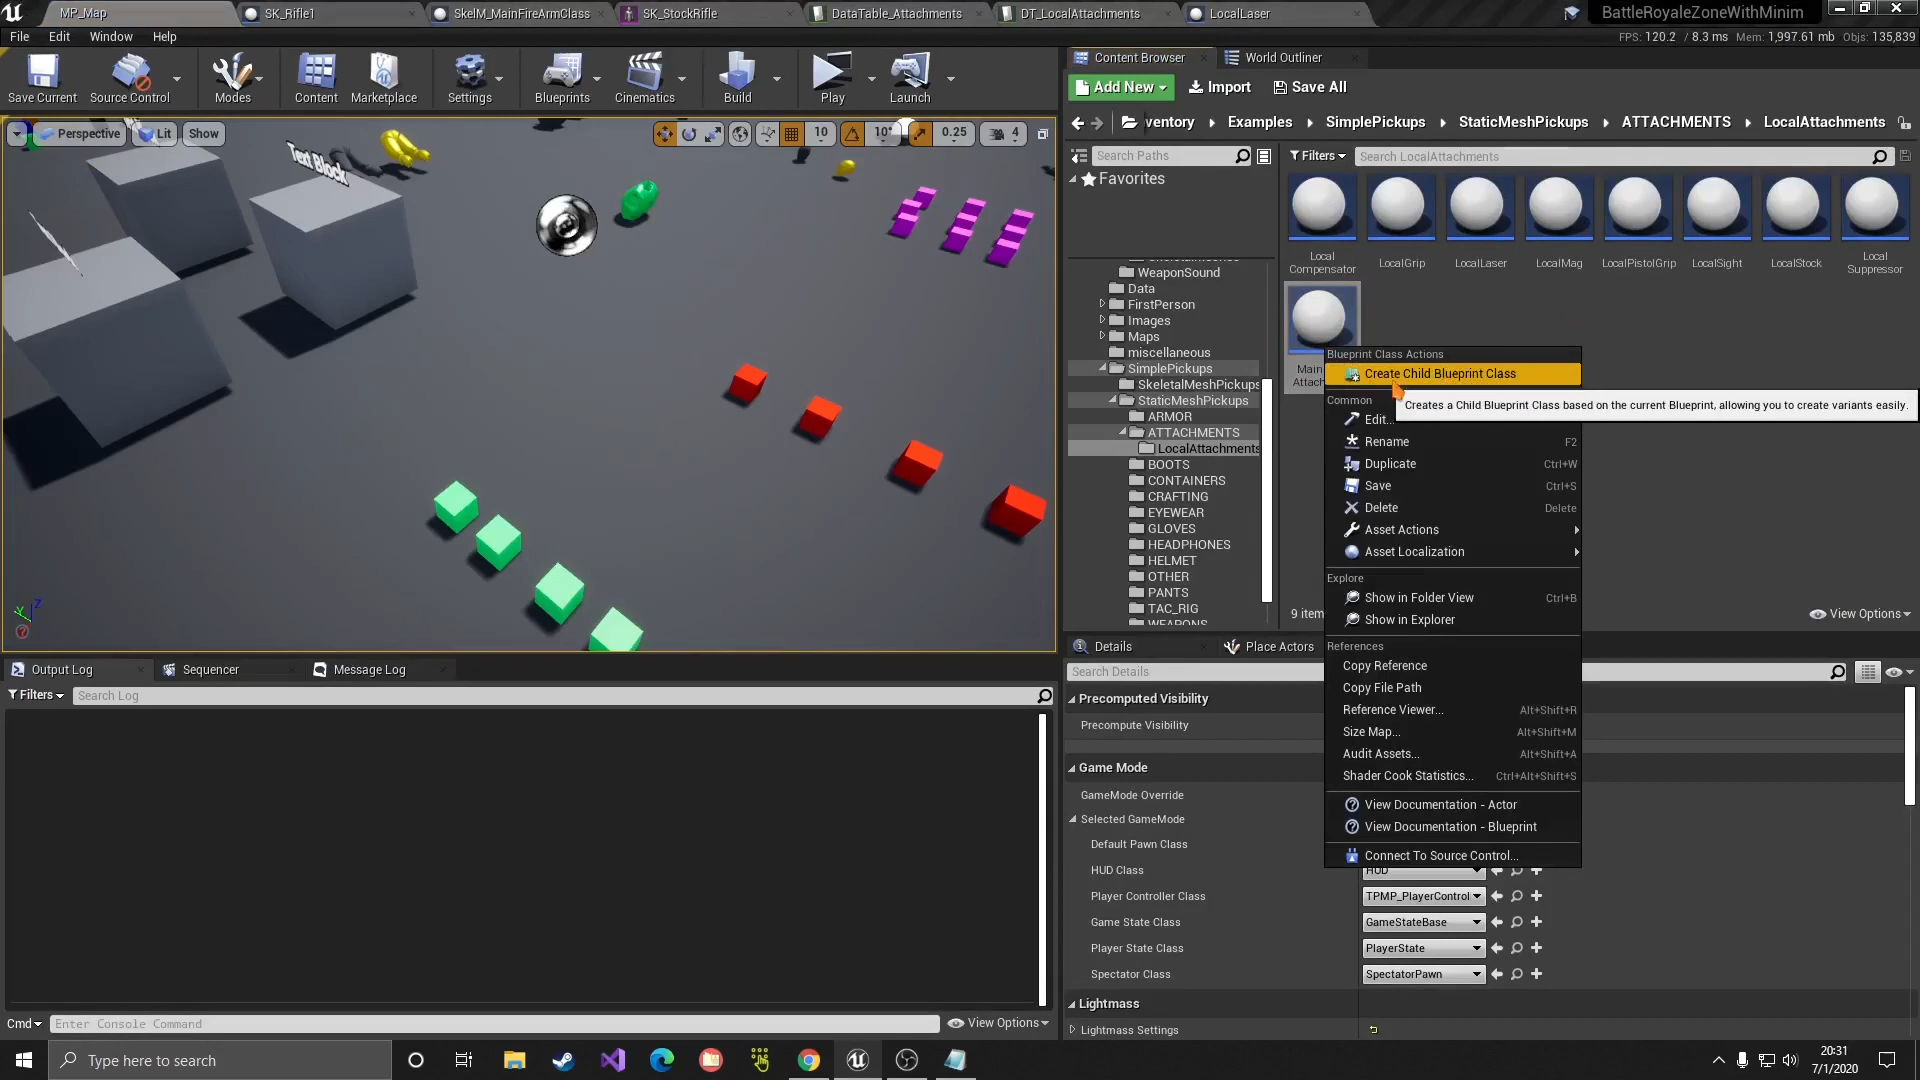 MP_Map
SK_Rifle1
SkelM_MainFireArmClass
SK_StockRifle
DataTable_Attachments
DT_LocalAttachments
LocalLaser
BattleRoyaleZoneWithMinim
File
Edit
Window
Help
FPS: 120.2 / 8.3 ms Mem: 1,997.61 mb Objs: 135,839
Save Current
Source Control
Modes
Content
Marketplace
Settings
Blueprints
Cinematics
Build
Play
Launch
Content Browser
World Outliner
Add New
Import
Save All
ventory
Examples
SimplePickups
StaticMeshPickups
ATTACHMENTS
LocalAttachments
Perspective
Lit
Show
10
10°
0.25
4
Text Block
Search Paths
Filters
Search LocalAttachments
Favorites
WeaponSound
Data
FirstPerson
Images
Maps
miscellaneous
SimplePickups
SkeletalMeshPickups
StaticMeshPickups
ARMOR
ATTACHMENTS
LocalAttachments
BOOTS
CONTAINERS
CRAFTING
EYEWEAR
GLOVES
HEADPHONES
HELMET
OTHER
PANTS
TAC_RIG
WEAPONS
Local
Compensator
LocalGrip
LocalLaser
LocalMag
LocalPistolGrip
LocalSight
LocalStock
Local
Suppressor
Main
Attach
9 item
View Options
Blueprint Class Actions
Create Child Blueprint Class
Creates a Child Blueprint Class based on the current Blueprint, allowing you to create variants easily.
Common
Edit...
Rename F2
Duplicate Ctrl+W
Save Ctrl+S
Delete Delete
Asset Actions
Asset Localization
Explore
Show in Folder View Ctrl+B
Show in Explorer
References
Copy Reference
Copy File Path
Reference Viewer... Alt+Shift+R
Size Map... Alt+Shift+M
Audit Assets... Alt+Shift+A
Shader Cook Statistics... Ctrl+Alt+Shift+S
View Documentation - Actor
View Documentation - Blueprint
Connect To Source Control...
Details
Place Actors
Search Details
Precomputed Visibility
Precompute Visibility
Game Mode
GameMode Override
Selected GameMode
Default Pawn Class
HUD Class
HUD
Player Controller Class
TPMP_PlayerControl
Game State Class
GameStateBase
Player State Class
PlayerState
Spectator Class
SpectatorPawn
Lightmass
Lightmass Settings
Output Log
Sequencer
Message Log
Filters
Search Log
Cmd
Enter Console Command
View Options
Type here to search
20:31
7/1/2020